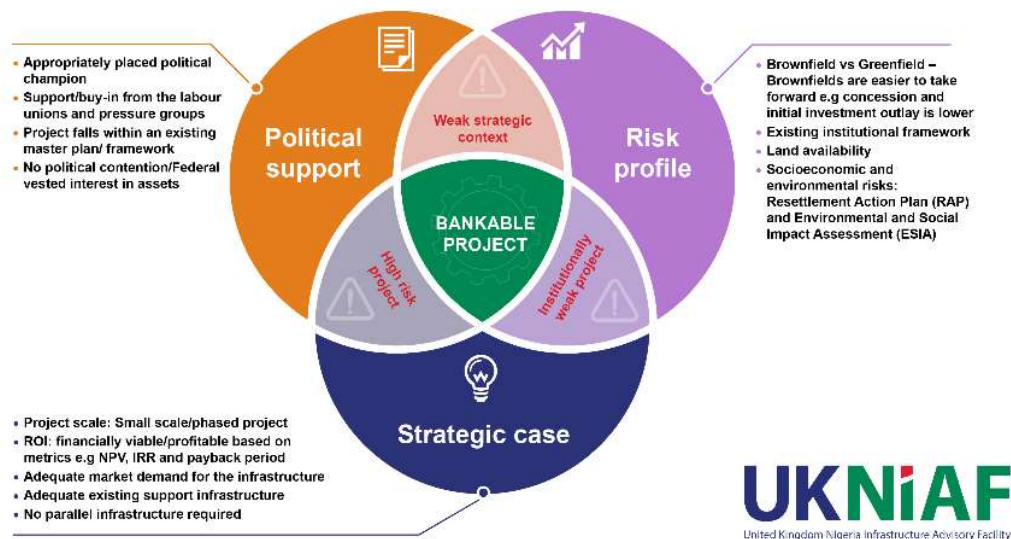 • Appropriately placed political
champion
• Support/buy-in from the labour
unions and pressure groups
• Project falls within an existing
master plan/ framework
• No political contention/Federal
vested interest in assets
Political
support
Weak strategic
context
Risk
profile
• Brownfield vs Greenfield –
Brownfields are easier to take
forward e.g concession and
initial investment outlay is lower
• Existing institutional framework
• Land availability
• Socioeconomic and
environmental risks:
Resettlement Action Plan (RAP)
and Environmental and Social
Impact Assessment (ESIA)
BANKABLE
PROJECT
High risk
project
Institutionally
weak project
Strategic case
• Project scale: Small scale/phased project
• ROI: financially viable/profitable based on
metrics e.g NPV, IRR and payback period
• Adequate market demand for the infrastructure
• Adequate existing support infrastructure
• No parallel infrastructure required
UKNiAF
United Kingdom Nigeria Infrastructure Advisory Facility